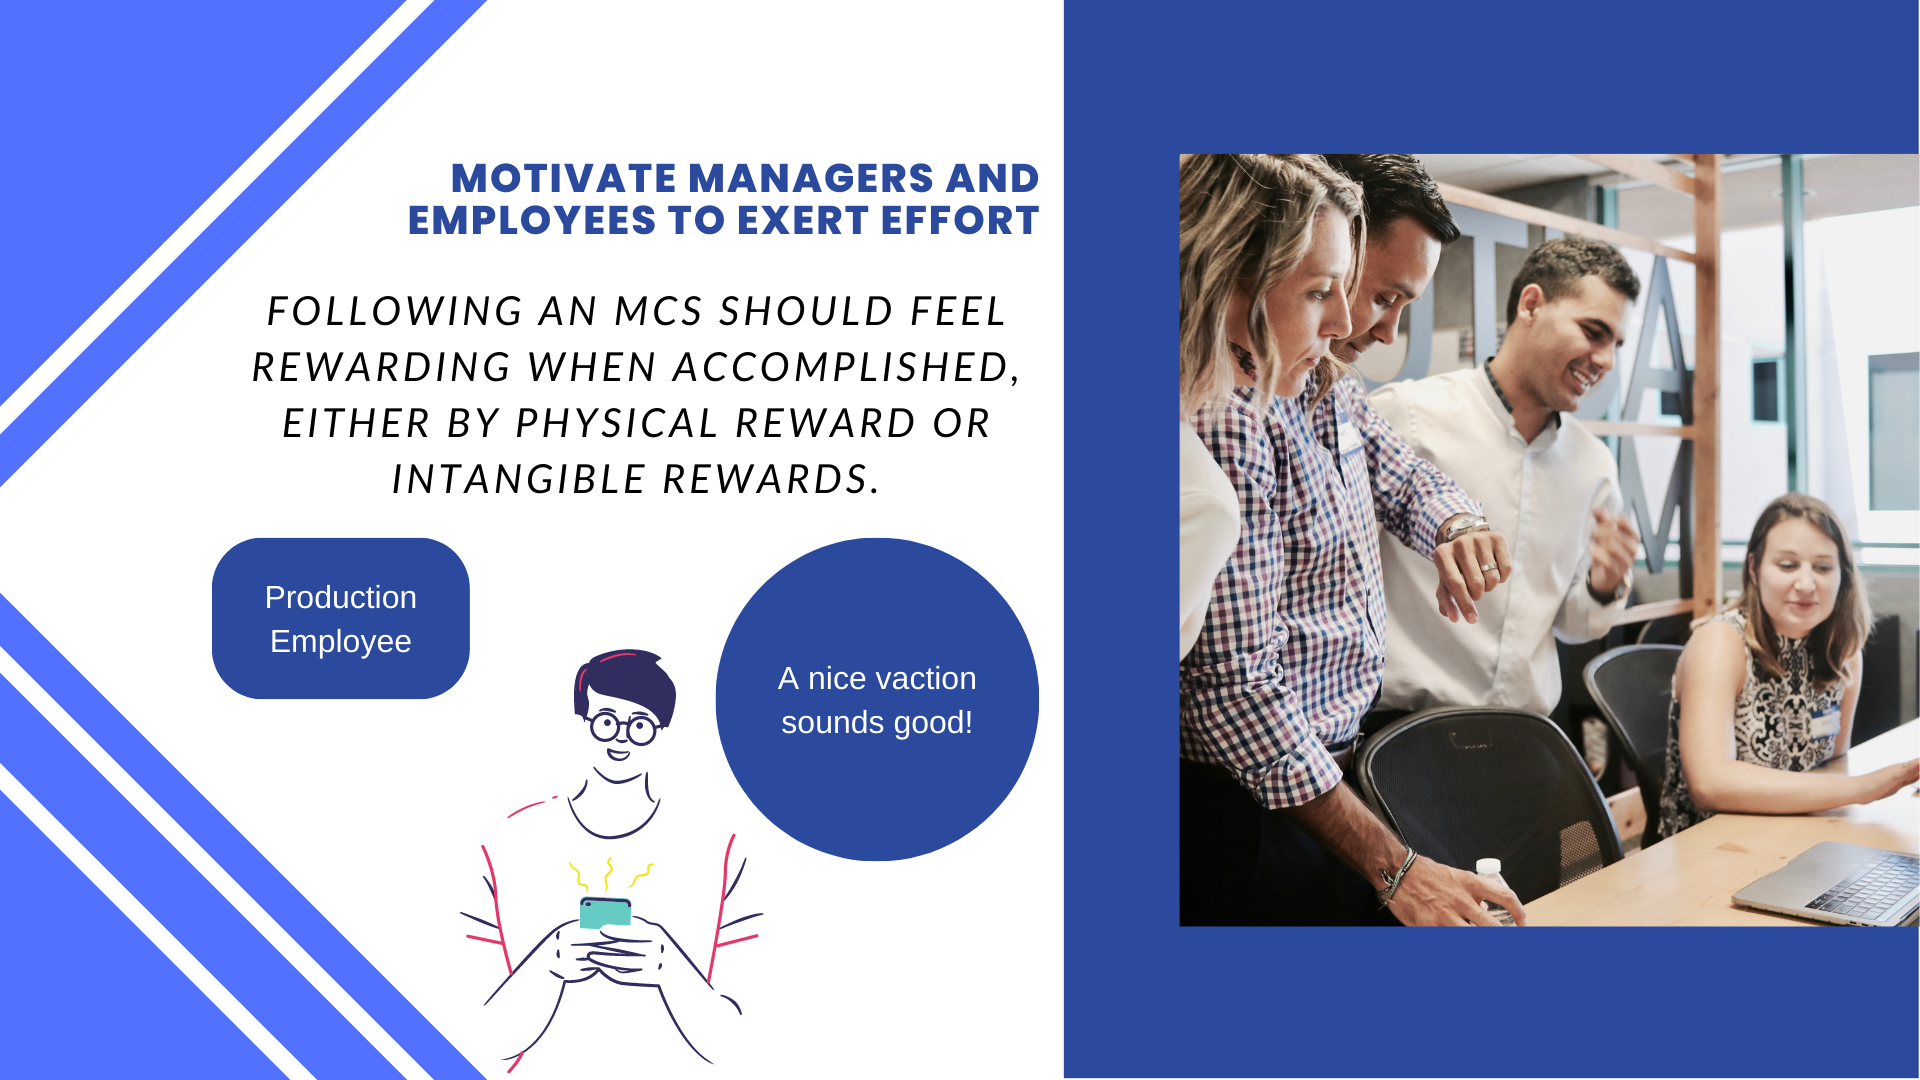 MOTIVATE MANAGERS AND
EMPLOYEES TO EXERT EFFORT
FOLLOWING AN MCS SHOULD FEEL
REWARDING WHEN ACCOMPLISHED,
EITHER BY PHYSICAL REWARD OR
INTANGIBLE REWARDS.
Production
Employee
A nice vaction
sounds good!